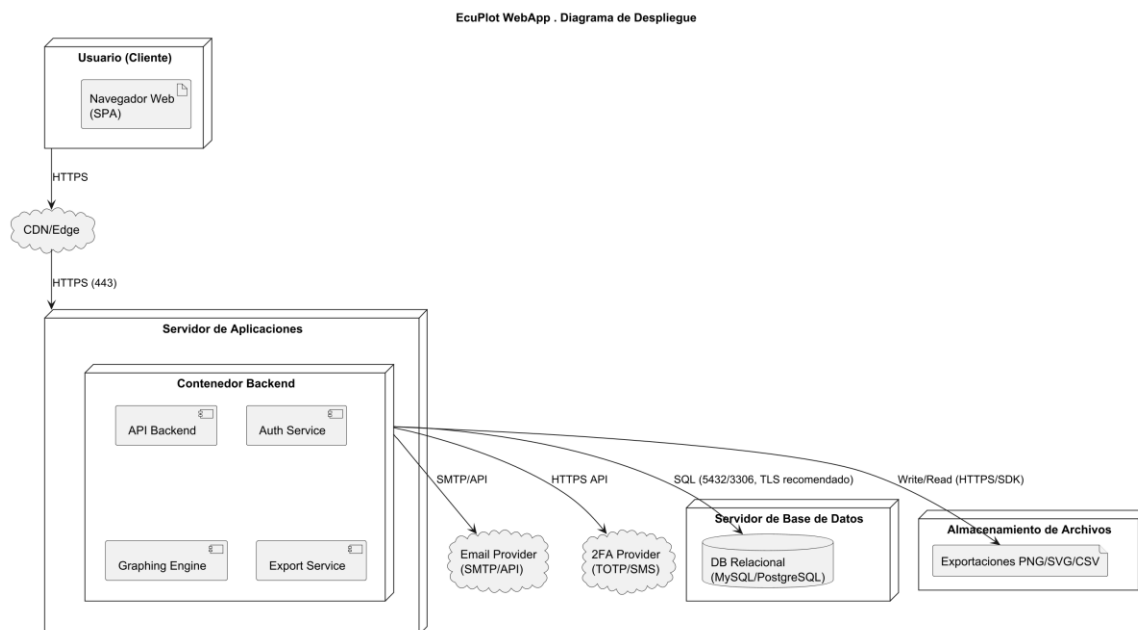 EcuPlot WebApp . Diagrama de Despliegue
Usuario (Cliente)
Navegador Web
(SPA)
HTTPS
CDN/Edge
HTTPS (443)
Servidor de Aplicaciones
Contenedor Backend
API Backend
Auth Service
Graphing Engine
Export Service
SMTP/API
HTTPS API
SQL (5432/3306, TLS recomendado)
Write/Read (HTTPS/SDK)
Email Provider
(SMTP/API)
2FA Provider
(TOTP/SMS)
Servidor de Base de Datos
DB Relacional
(MySQL/PostgreSQL)
Almacenamiento de Archivos
Exportaciones PNG/SVG/CSV